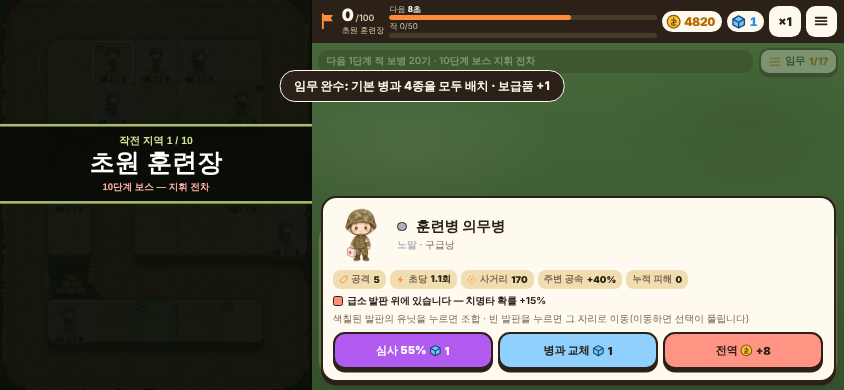 작전 지역 1 / 10
초원 훈련장
10단계 보스 — 지휘 전차
0 /100
초원 훈련장
다음 8초
적 0/50
4820
1
×1
다음 1단계 적 보병 20기 · 10단계 보스 지휘 전차
임무 1/17
임무 완수: 기본 병과 4종을 모두 배치 · 보급품 +1
훈련병 의무병
노말 · 구급낭
공격 5
초당 1.1회
사거리 170
주변 공속 +40%
누적 피해 0
급소 발판 위에 있습니다 — 치명타 확률 +15%
색칠된 발판의 유닛을 누르면 조합 · 빈 발판을 누르면 그 자리로 이동(이동하면 선택이 풀립니다)
심사 55% 1
병과 교체 1
전역 +8